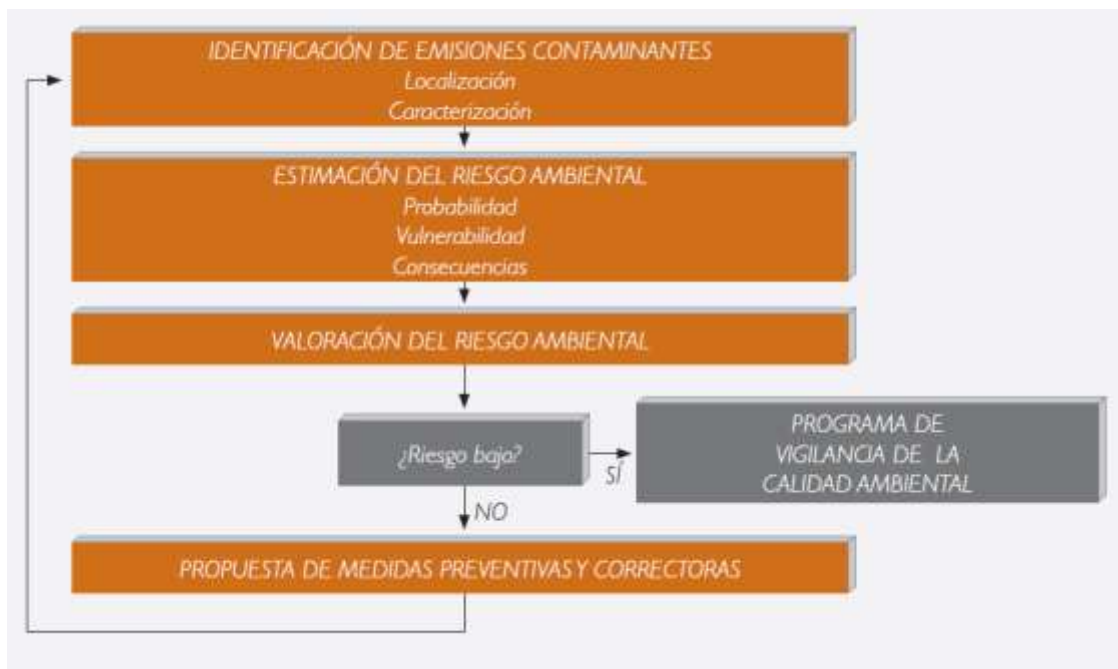 IDENTIFICACIÓN DE EMISIONES CONTAMINANTES
Localización
Caracterización
ESTIMACIÓN DEL RIESGO AMBIENTAL
Probabilidad
Vulnerabilidad
Consecuencias
VALORACIÓN DEL RIESGO AMBIENTAL
¿Riesgo bajo?
SÍ
PROGRAMA DE
VIGILANCIA DE LA
CALIDAD AMBIENTAL
NO
PROPUESTA DE MEDIDAS PREVENTIVAS Y CORRECTORAS